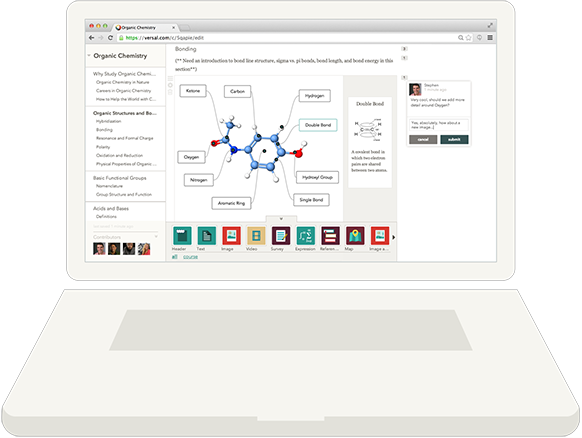 Organic Chemistry
https://versal.com/c/5qapie/edit
Organic Chemistry
Why Study Organic Chemi...
Organic Chemistry in Nature
Careers in Organic Chemistry
How to Help the World with C...
Organic Structures and Bo...
Hybridization
Bonding
Resonance and Formal Charge
Polarity
Oxidation and Reduction
Physical Properties of Organic ...
Basic Functional Groups
Nomenclature
Group Structure and Function
Acids and Bases
Definitions
Contributors
Bonding
(** Need an introduction to bond line structure, sigma vs. pi bonds, bond length, and bond energy in this
section**)
Ketone
Carbon
Hydrogen
Double Bond
Oxygen
Nitrogen
Hydroxyl Group
Aromatic Ring
Single Bond
Double Bond
A covalent bond in
which two electron
pairs are shared
between two atoms.
Header
Text
Image
Video
Survey
Expression
Referen...
Map
Image a...
all
source
Stephen
Very cool, should we add more
detail around Oxygen?
Yes, absolutely. How about a
new image..|
cancel
submit